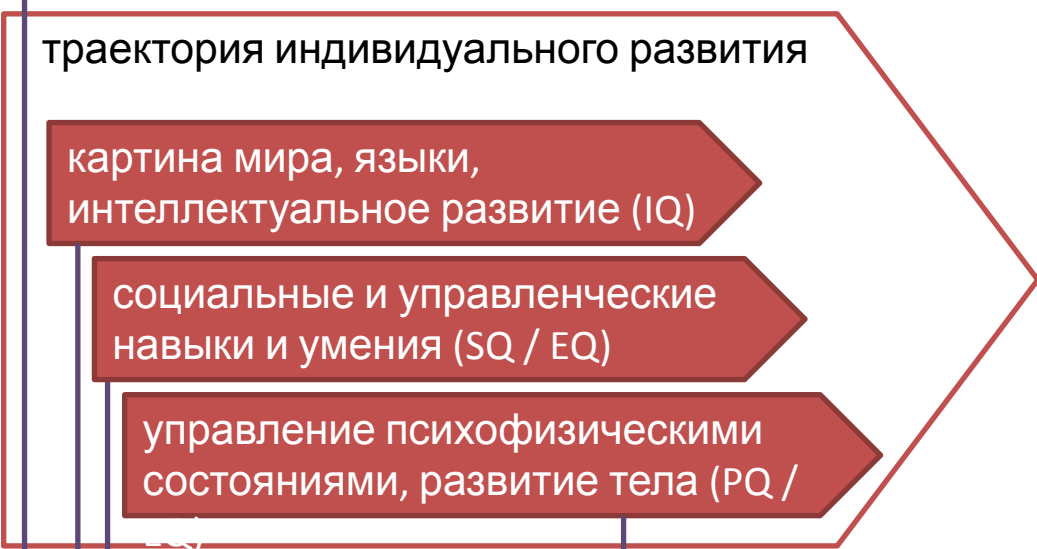 траектория индивидуального развития
картина мира, языки,
интеллектуальное развитие (IQ)
социальные и управленческие
навыки и умения (SQ / EQ)
управление психофизическими
состояниями, развитие тела (PQ /